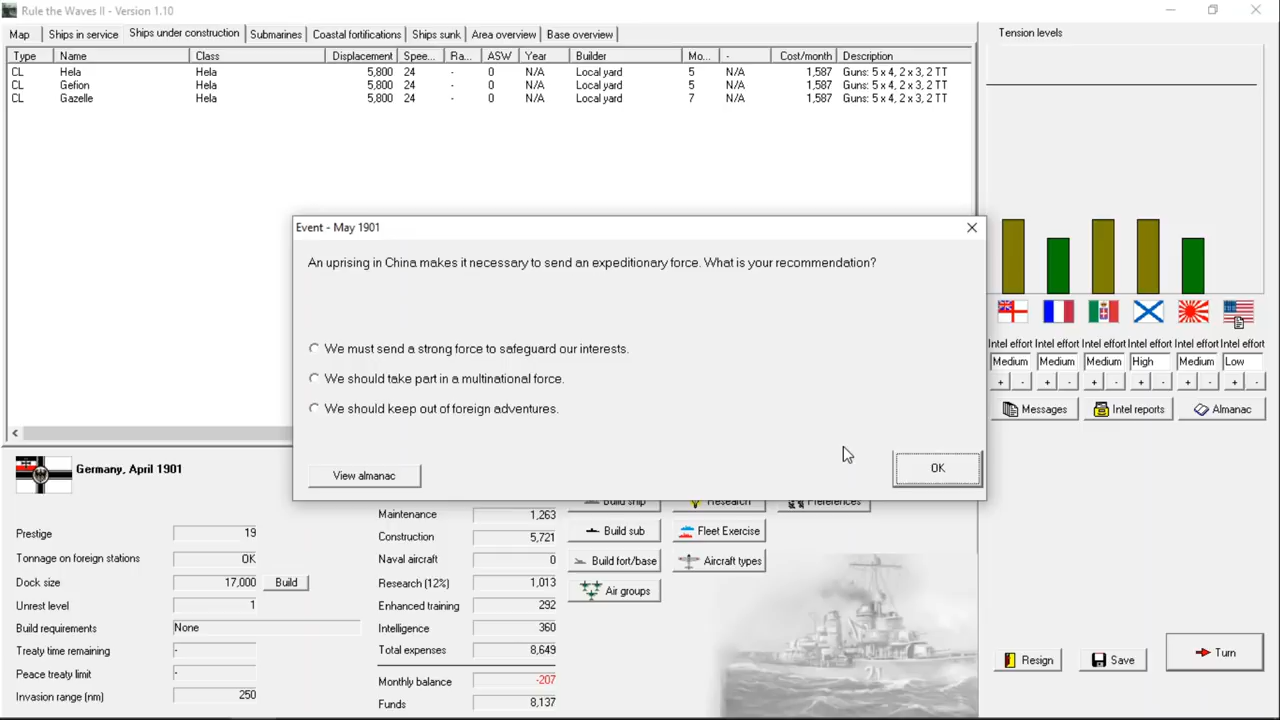 Rule the Waves II - Version 1.10
Map Ships in service Ships under construction Submarines Coastal fortifications Ships sunk Area overview Base overview
Tension levels
Type Name Class Displacement Spee... Ra... ASW Year Builder Mo... - Cost/month Description
CL Hela Hela 5,800 24 - 0 N/A Local yard 5 N/A 1,587 Guns: 5 x 4, 2 x 3, 2 TT
CL Gefion Hela 5,800 24 - 0 N/A Local yard 5 N/A 1,587 Guns: 5 x 4, 2 x 3, 2 TT
CL Gazelle Hela 5,800 24 - 0 N/A Local yard 7 N/A 1,587 Guns: 5 x 4, 2 x 3, 2 TT
Event - May 1901
An uprising in China makes it necessary to send an expeditionary force. What is your recommendation?
We must send a strong force to safeguard our interests.
We should take part in a multinational force.
We should keep out of foreign adventures.
View almanac OK
Intel effort Intel effort Intel effort Intel effort Intel effort Intel effort
Medium Medium Medium High Medium Low
+ - + - + - + - + - + -
Messages Intel reports Almanac
Germany, April 1901
Prestige 19
Tonnage on foreign stations OK
Dock size 17,000 Build
Unrest level 1
Build requirements None
Treaty time remaining -
Peace treaty limit -
Invasion range (nm) 250
Maintenance 1,263
Construction 5,721
Naval aircraft 0
Research (12%) 1,013
Enhanced training 292
Intelligence 360
Total expenses 8,649
Monthly balance -207
Funds 8,137
Build ship Research Preferences
Build sub Fleet Exercise
Build fort/base Aircraft types
Air groups
Resign Save Turn